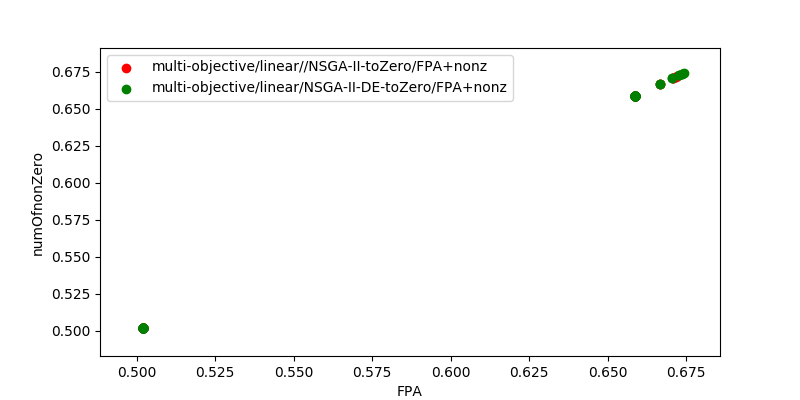 multi-objective/linear//NSGA-II-toZero/FPA+nonz
multi-objective/linear/NSGA-II-DE-toZero/FPA+nonz
numOfnonZero
0.675
0.650
0.625
0.600
0.575
0.550
0.525
0.500
0.500 0.525 0.550 0.575 0.600 0.625 0.650 0.675
FPA